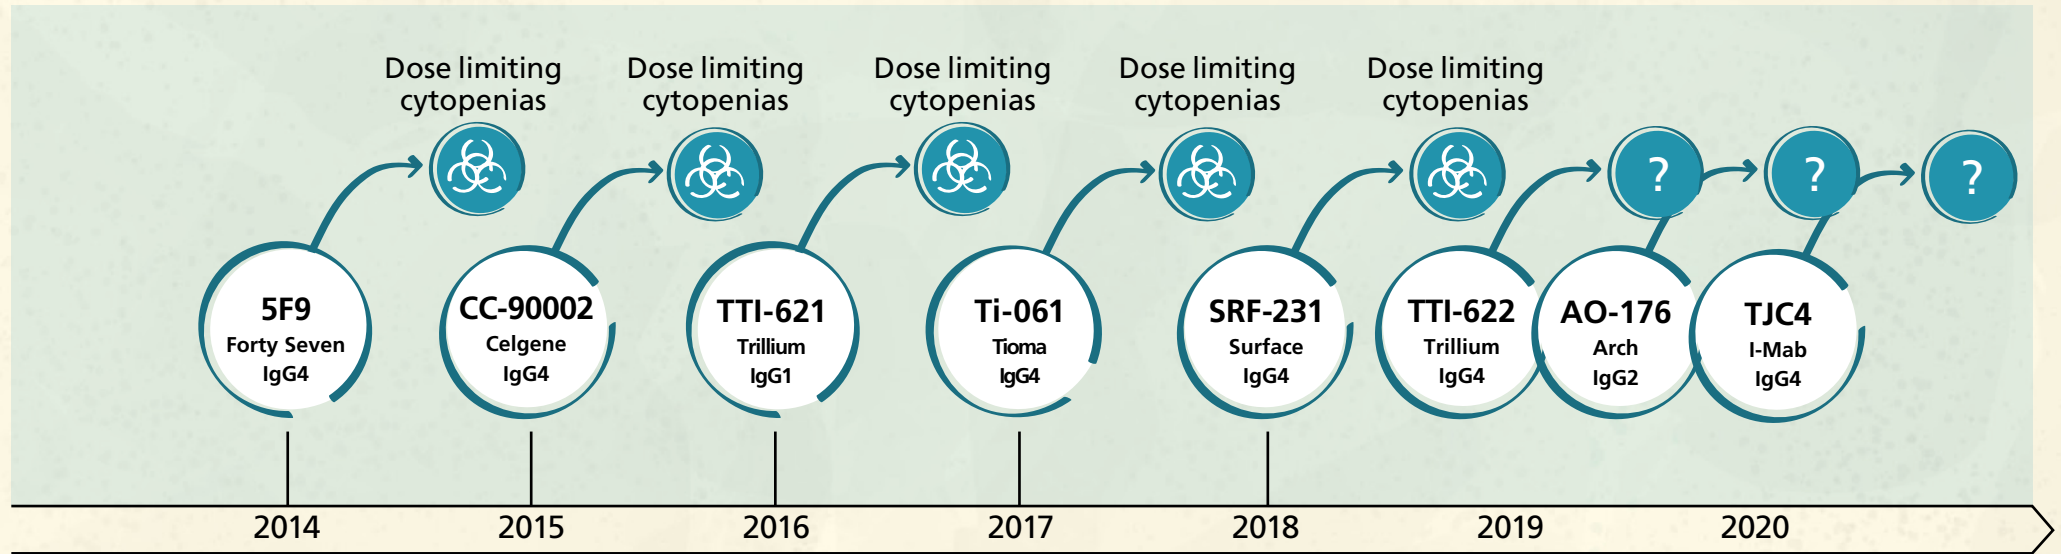 Dose limiting
cytopenias
Dose limiting
cytopenias
Dose limiting
cytopenias
Dose limiting
cytopenias
Dose limiting
cytopenias
?
?
?
5F9
Forty Seven
IgG4
CC-90002
Celgene
IgG4
TTI-621
Trillium
IgG1
Ti-061
Tioma
IgG4
SRF-231
Surface
IgG4
TTI-622
Trillium
IgG4
AO-176
Arch
IgG2
TJC4
I-Mab
IgG4
2014
2015
2016
2017
2018
2019
2020